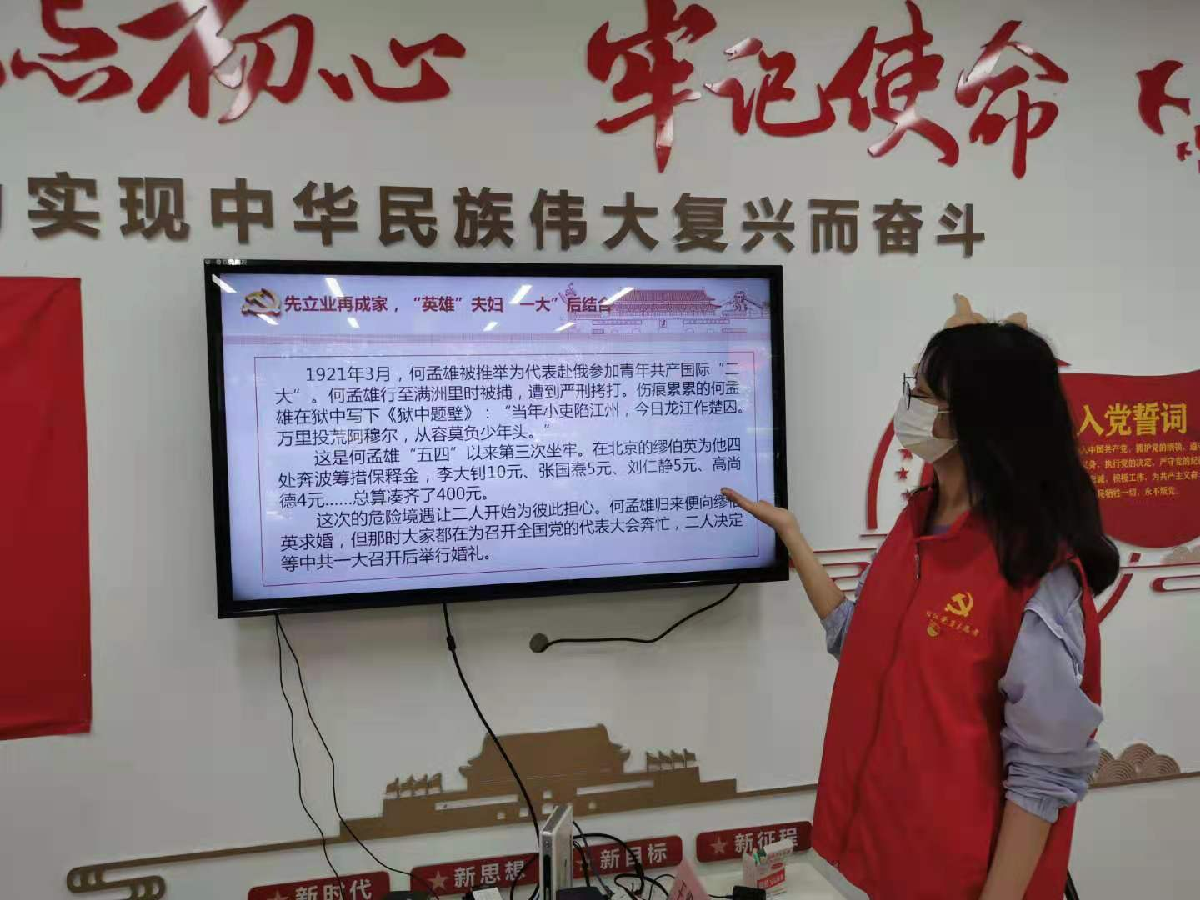 初心 牢记使命
实现中华民族伟大复兴而奋斗
先立业再成家，“英雄”夫妇“一大”后结合
1921年3月，何孟雄被推举为代表赴俄参加青年共产国际“二
大”。何孟雄行至满洲里时被捕，遭到严刑拷打。伤痕累累的何孟
雄在狱中写下《狱中题壁》：“当年小吏陷江州，今日龙江作楚囚。
万里投荒阿穆尔，从容莫负少年头。”
这是何孟雄“五四”以来第三次坐牢。在北京的缪伯英为他四
处奔波筹措保释金，李大钊10元、张国焘5元、刘仁静5元、高尚
德4元……总算凑齐了400元。
这次的危险境遇让二人开始为彼此担心。何孟雄归来便向缪伯
英求婚，但那时大家都在为召开全国党的代表大会奔忙，二人决定
等中共一大召开后举行婚礼。
入党誓词
新时代
新思想
新目标
新征程